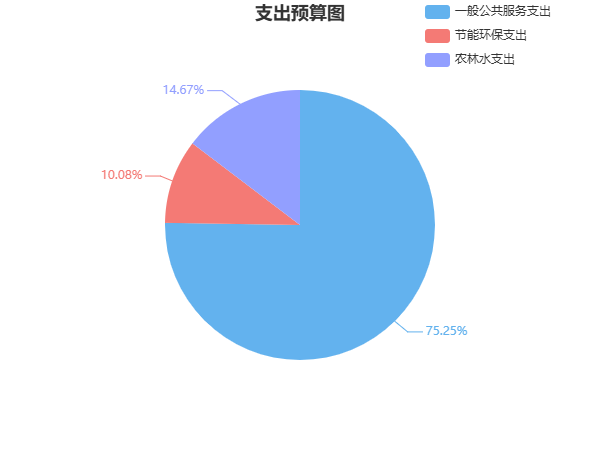 支出预算图
一般公共服务支出
节能环保支出
农林水支出
14.67%
10.08%
75.25%